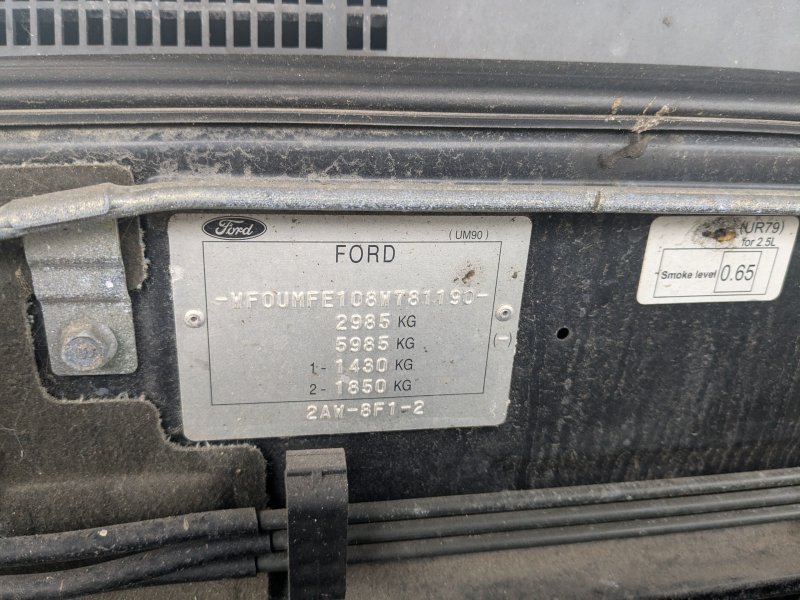 Ford
( UM90 )
FORD
-WF0UMFE108W781190-
2985 KG
5985 KG
(-)
1- 1430 KG
2- 1850 KG
2AW-8F1-2
(UR79)
for 2.5L
Smoke level 0.65